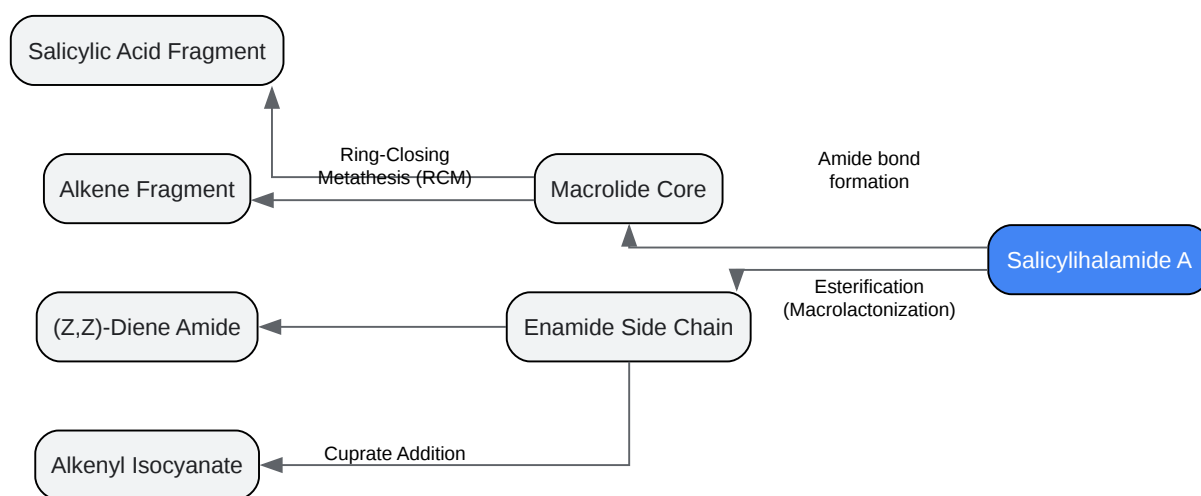 Salicylic Acid Fragment
Ring-Closing
Metathesis (RCM)
Amide bond
formation
Alkene Fragment
Macrolide Core
Salicylihalamide A
Esterification
(Macrolactonization)
(Z,Z)-Diene Amide
Enamide Side Chain
Cuprate Addition
Alkenyl Isocyanate